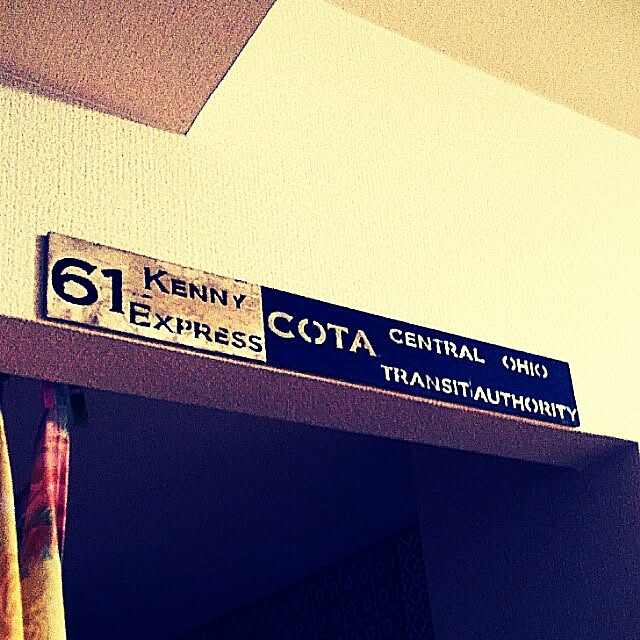 61 KENNY
EXPRESS
COTA
CENTRAL OHIO
TRANSIT AUTHORITY